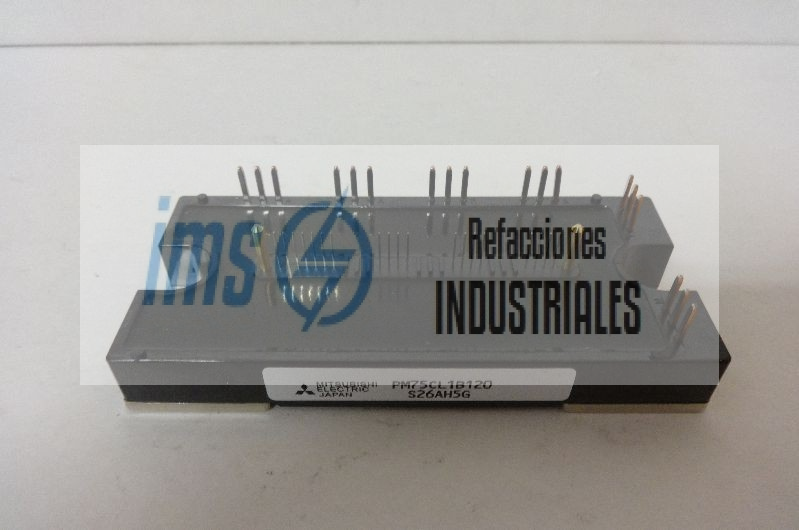 ims
Refacciones
INDUSTRIALES
MITSUBISHI
ELECTRIC
JAPAN
PM75CL1B120
S26AH5G